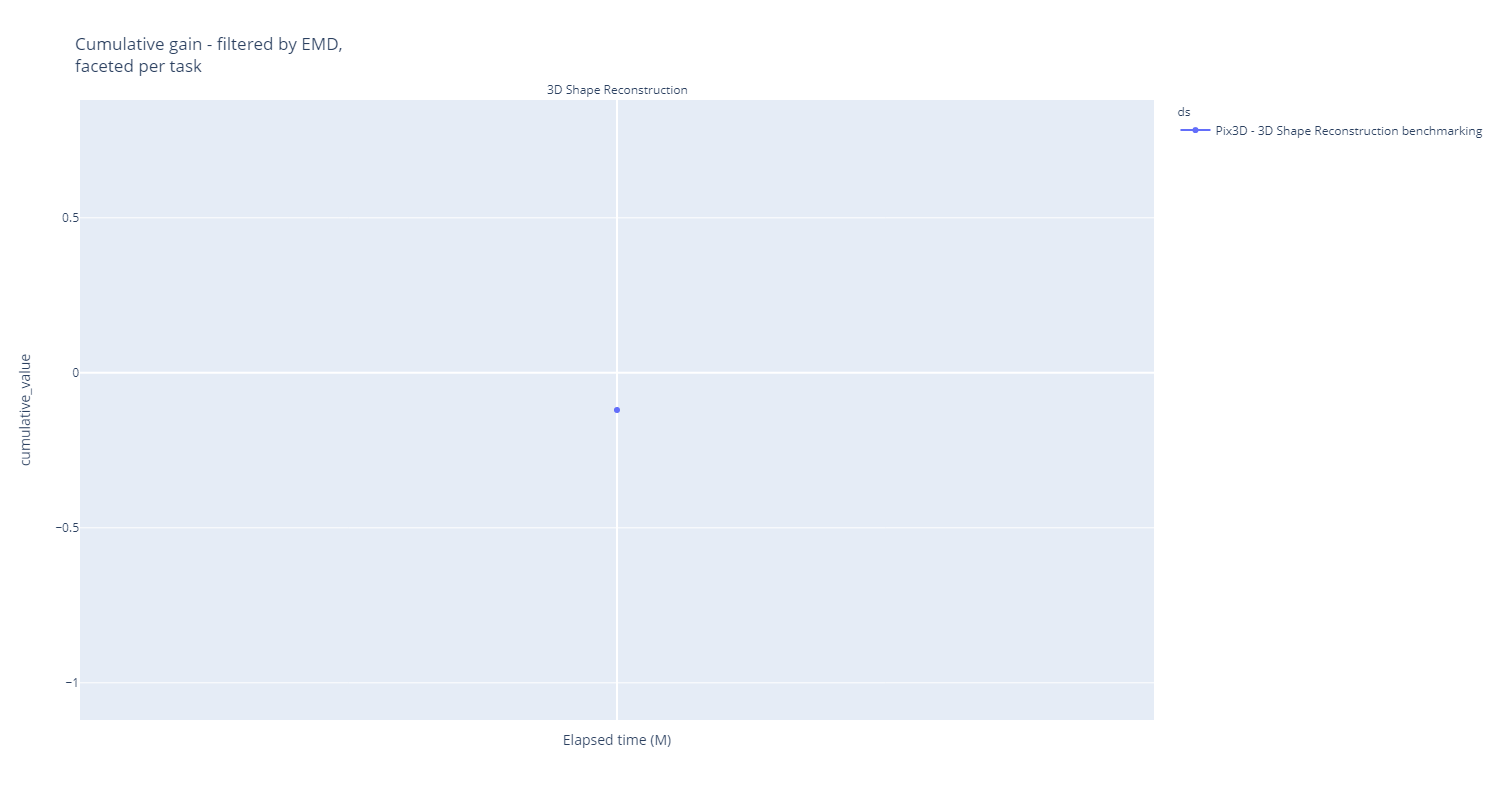 Cumulative gain - filtered by EMD,
faceted per task
3D Shape Reconstruction
ds
Pix3D - 3D Shape Reconstruction benchmarking
0.5
0
−0.5
−1
cumulative_value
Elapsed time (M)